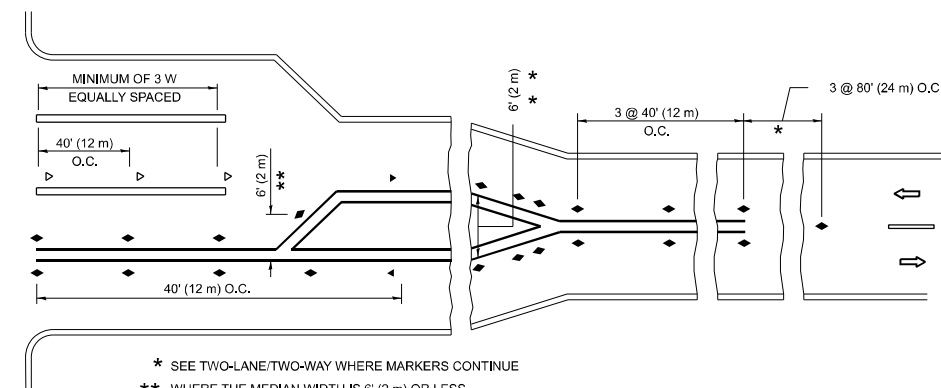 MINIMUM OF 3 W
EQUALLY SPACED
40' (12 m)
O.C.
6' (2 m)
**
40' (12 m) O.C.
6' (2 m) *
*
3 @ 40' (12 m)
O.C.
*
3 @ 80' (24 m) O.C
* SEE TWO-LANE/TWO-WAY WHERE MARKERS CONTINUE
** WHERE THE MEDIAN WIDTH IS 6' (2 m) OR LESS